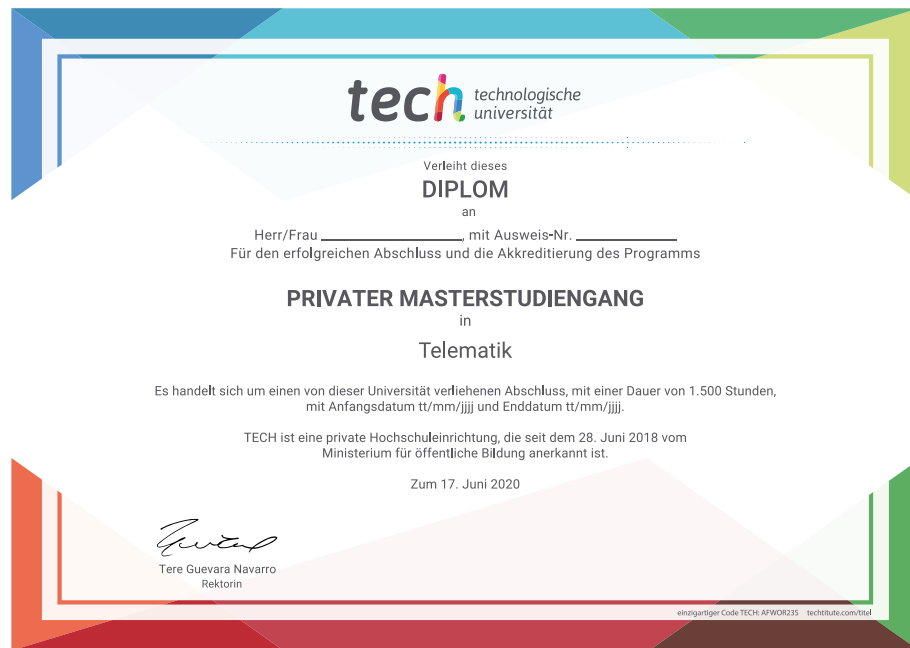 tech technologische
universität
Verleiht dieses
DIPLOM
an
Herr/Frau ____________________, mit Ausweis-Nr. ______________
Für den erfolgreichen Abschluss und die Akkreditierung des Programms
PRIVATER MASTERSTUDIENGANG
in
Telematik
Es handelt sich um einen von dieser Universität verliehenen Abschluss, mit einer Dauer von 1.500 Stunden,
mit Anfangsdatum tt/mm/jjjj und Enddatum tt/mm/jjjj.
TECH ist eine private Hochschuleinrichtung, die seit dem 28. Juni 2018 vom
Ministerium für öffentliche Bildung anerkannt ist.
Zum 17. Juni 2020
Tere Guevara Navarro
Rektorin
einzigartiger Code TECH: AFWOR23S techtitute.com/titel